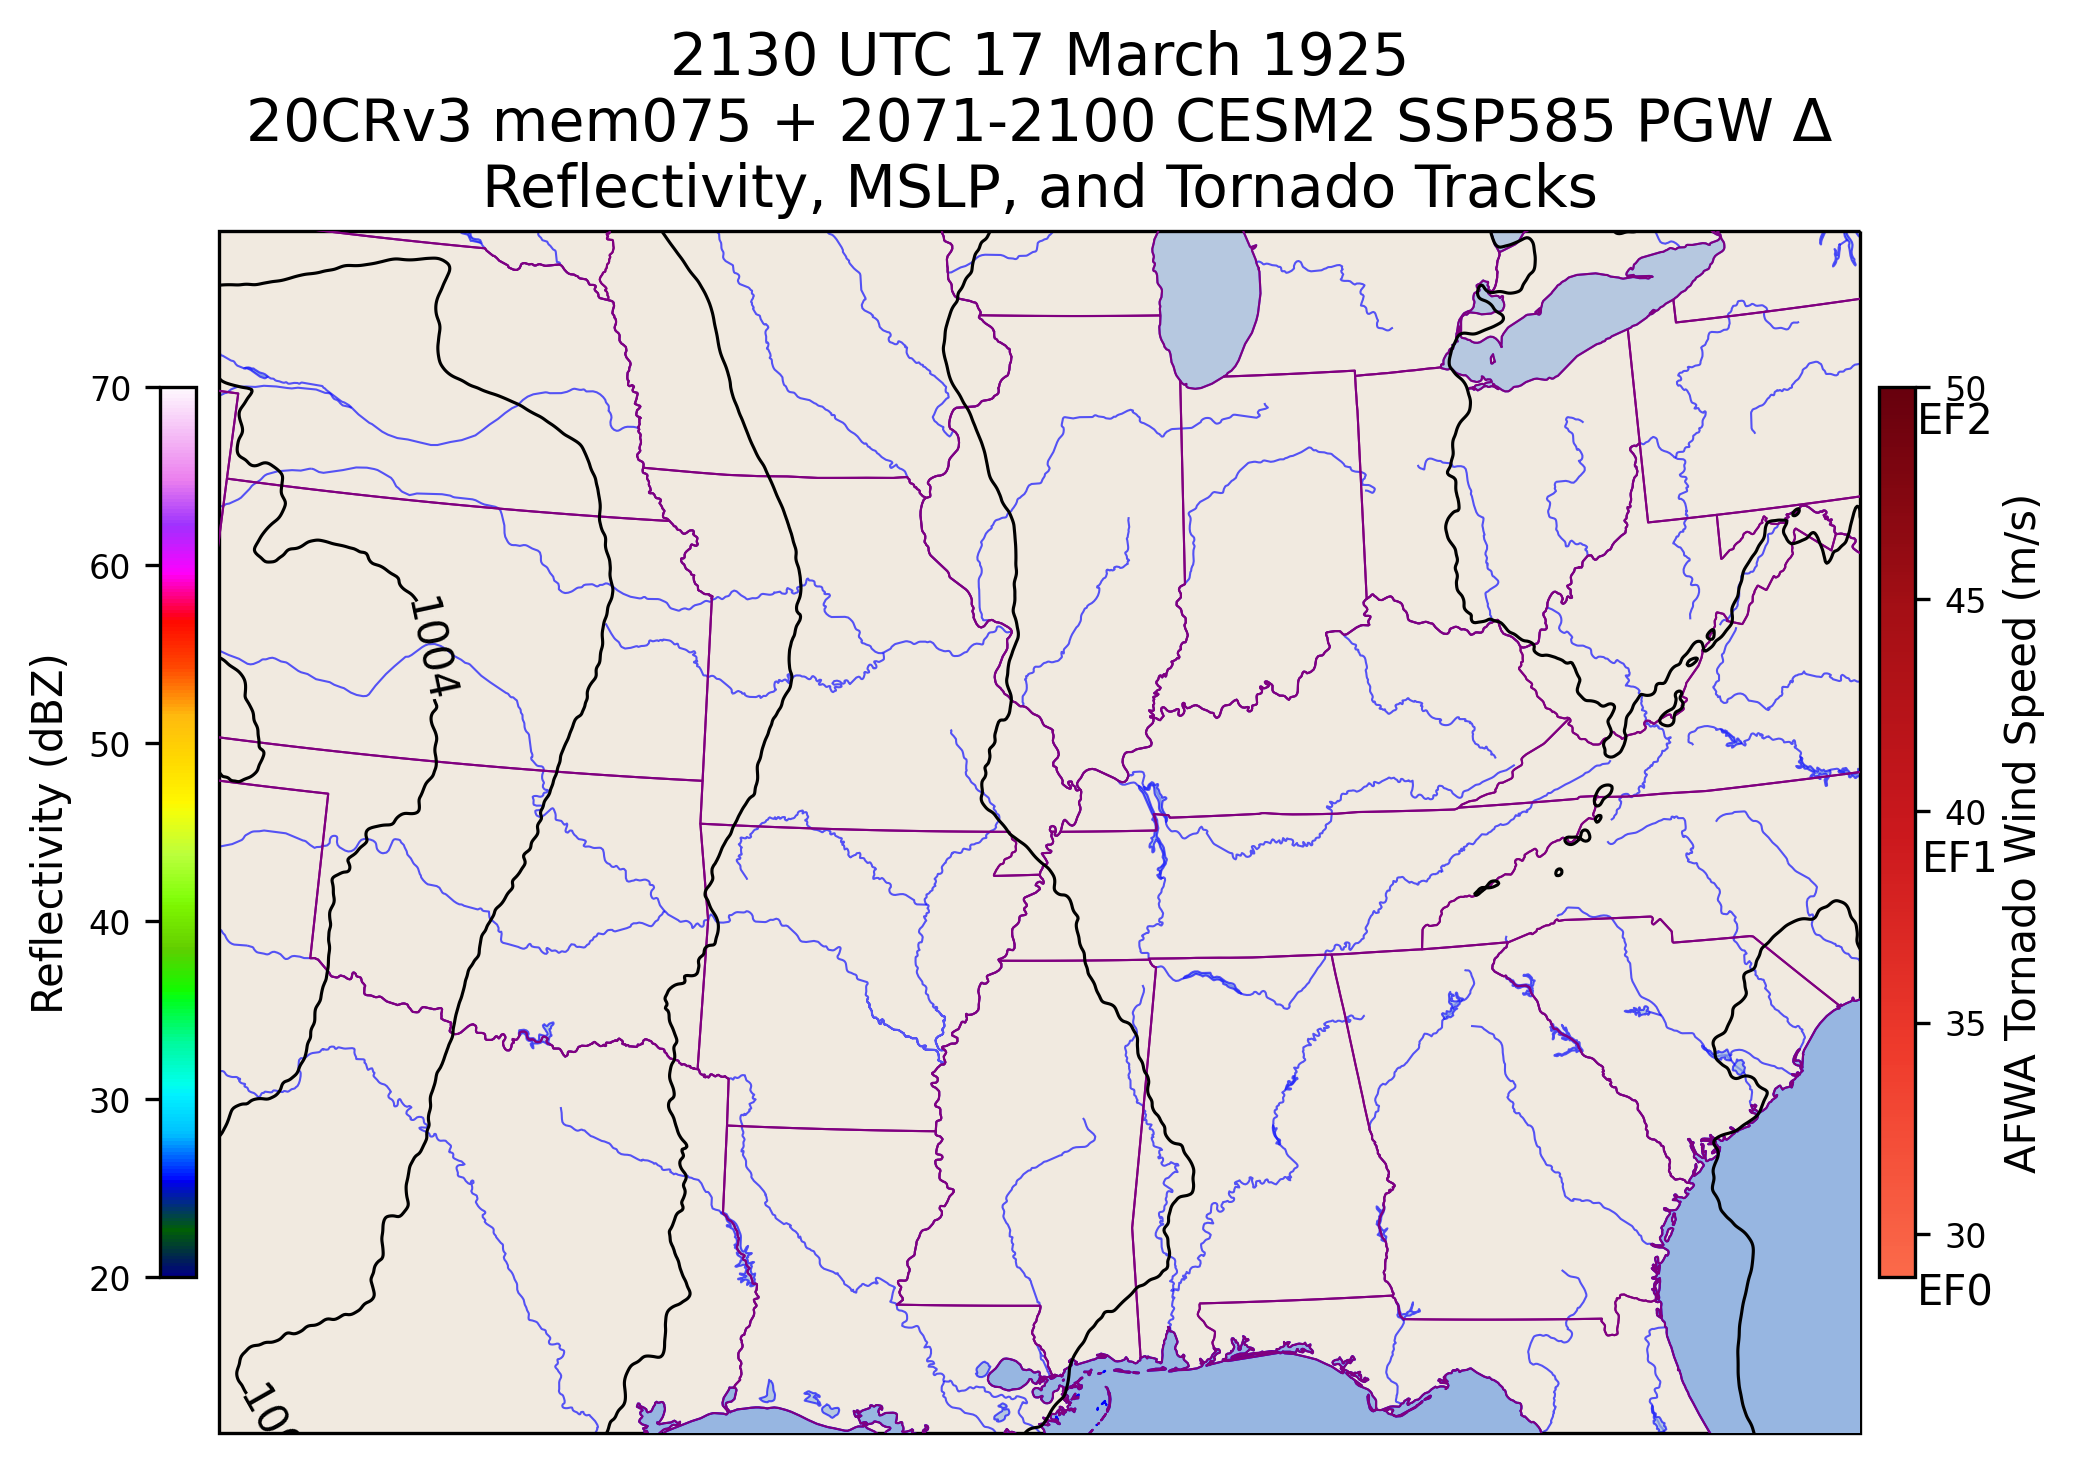 2130 UTC 17 March 1925
20CRv3 mem075 + 2071-2100 CESM2 SSP585 PGW Δ
Reflectivity, MSLP, and Tornado Tracks
Reflectivity (dBZ)
70
60
50
40
30
20
1004
50
EF2
45
40
EF1
35
30
EF0
AFWA Tornado Wind Speed (m/s)